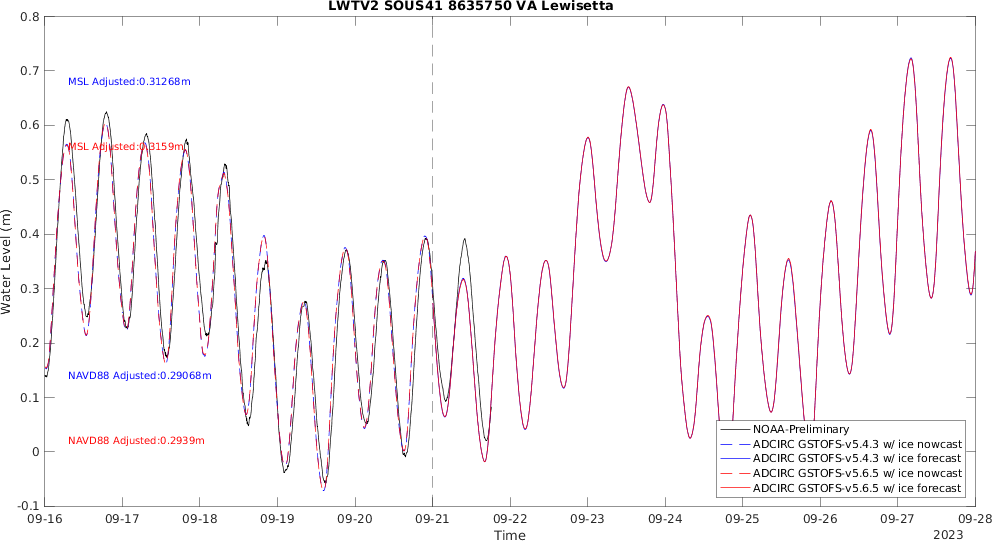 LWTV2 SOUS41 8635750 VA Lewisetta
0.8
0.7
0.6
0.5
0.4
0.3
0.2
0.1
0
-0.1
Water Level (m)
MSL Adjusted:0.31268m
MSL Adjusted:0.3159m
NAVD88 Adjusted:0.29068m
NAVD88 Adjusted:0.2939m
NOAA-Preliminary
ADCIRC GSTOFS-v5.4.3 w/ ice nowcast
ADCIRC GSTOFS-v5.4.3 w/ ice forecast
ADCIRC GSTOFS-v5.6.5 w/ ice nowcast
ADCIRC GSTOFS-v5.6.5 w/ ice forecast
09-16 09-17 09-18 09-19 09-20 09-21 09-22 09-23 09-24 09-25 09-26 09-27 09-28
Time
2023